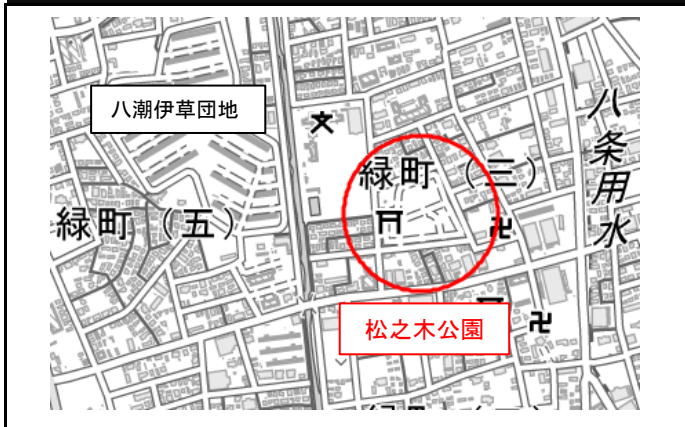 八潮伊草団地
緑町（三）
緑町（五）
八条用水
松之木公園